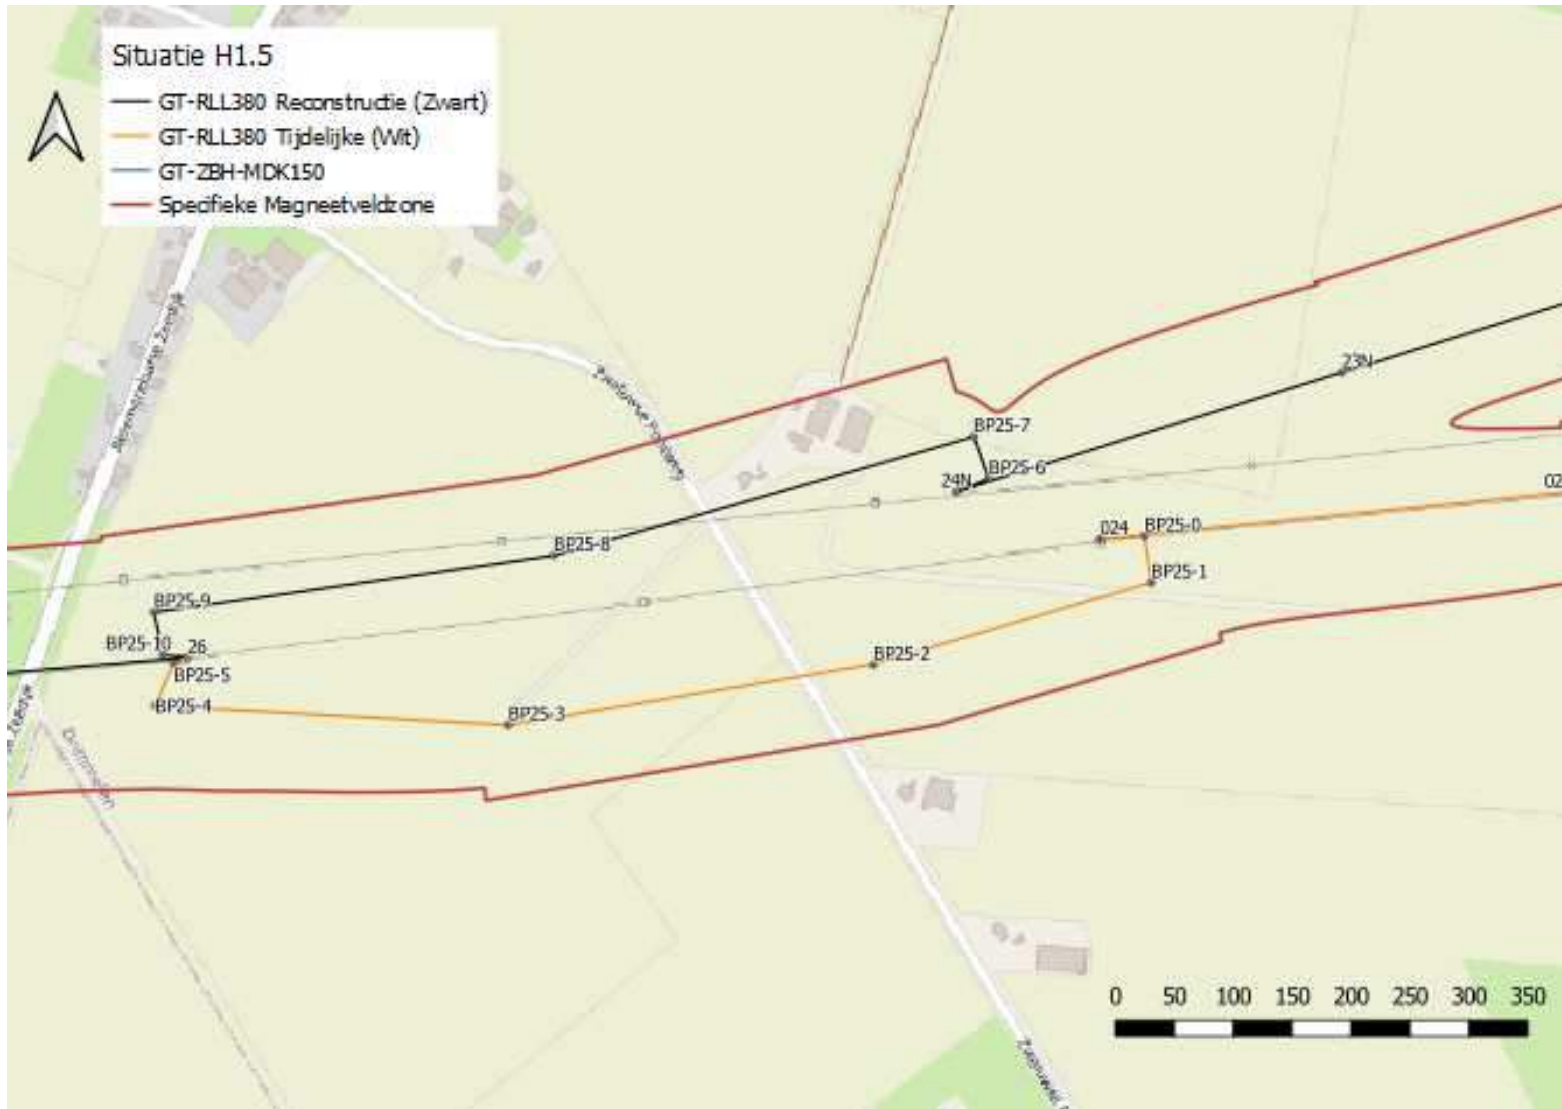 Situatie H1.5
GT-RLL380 Reconstructie (Zwart)
GT-RLL380 Tijdelijke (Wit)
GT-ZBH-MDK150
Specifieke Magneetveldzone
23N
BP25-7
BP25-6
24N
02
024
BP25-0
BP25-8
BP25-1
BP25-9
BP25-10
26
BP25-2
BP25-5
BP25-4
BP25-3
Drimmelen
0 50 100 150 200 250 300 350